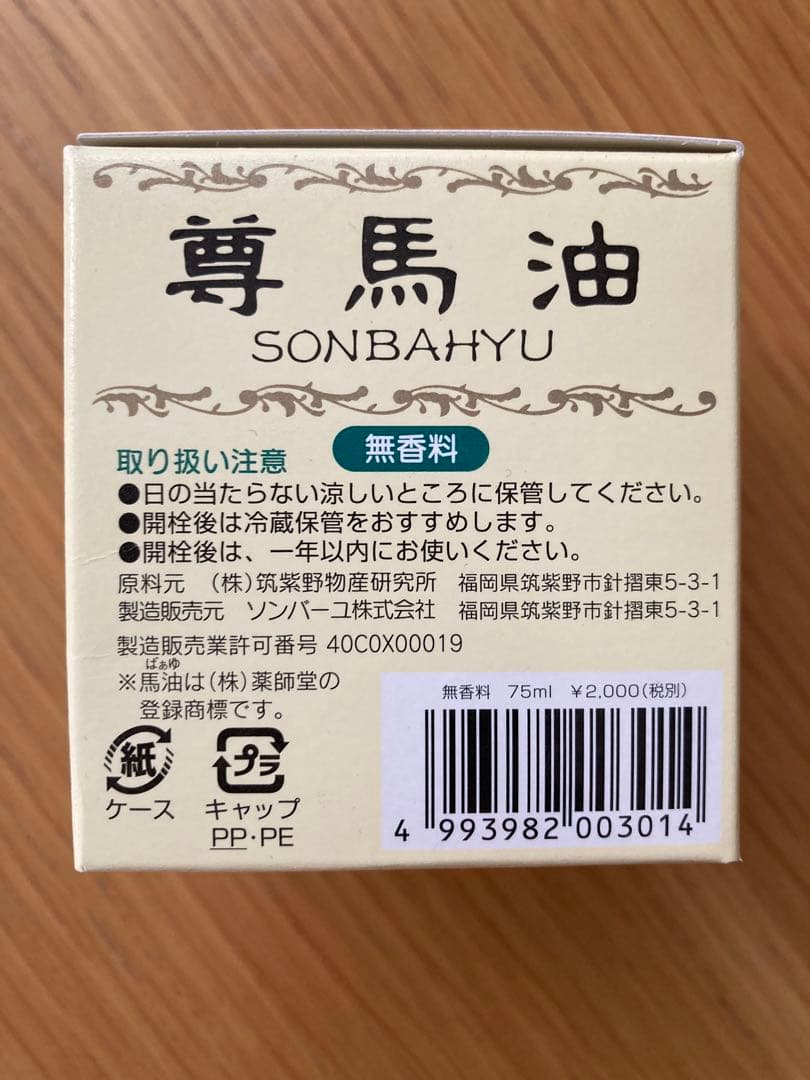 尊馬油
SONBAHYU
取り扱い注意 無香料
●日の当たらない涼しいところに保管してください。
●開栓後は冷蔵保管をおすすめします。
●開栓後は、一年以内にお使いください。
原料元 (株)筑紫野物産研究所 福岡県筑紫野市針摺東5-3-1
製造販売元 ソンバーユ株式会社 福岡県筑紫野市針摺東5-3-1
製造販売業許可番号 40C0X00019
ばぁゆ
※馬油は(株)薬師堂の
登録商標です。
紙
ケース
プラ
キャップ
PP・PE
無香料 75ml ¥2,000(税別)
4 993982 003014